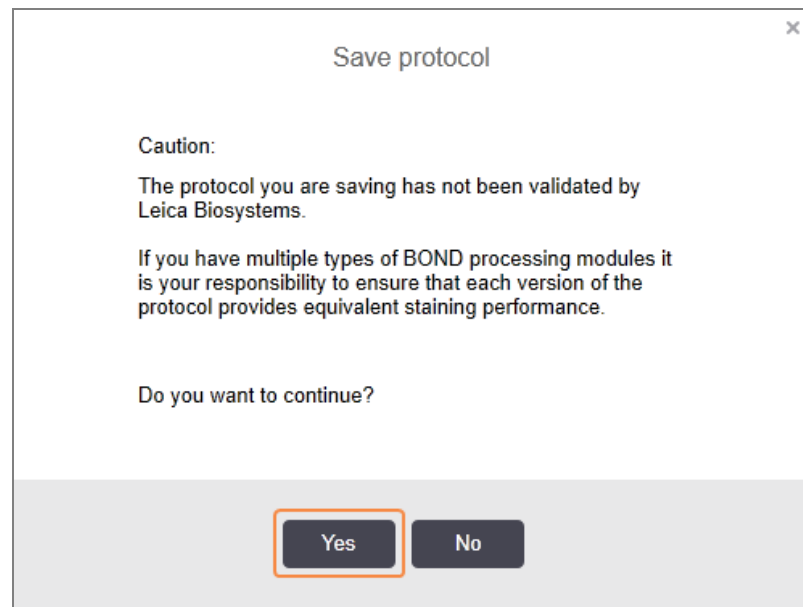 Save protocol
Caution:
The protocol you are saving has not been validated by
Leica Biosystems.
If you have multiple types of BOND processing modules it
is your responsibility to ensure that each version of the
protocol provides equivalent staining performance.
Do you want to continue?
Yes No